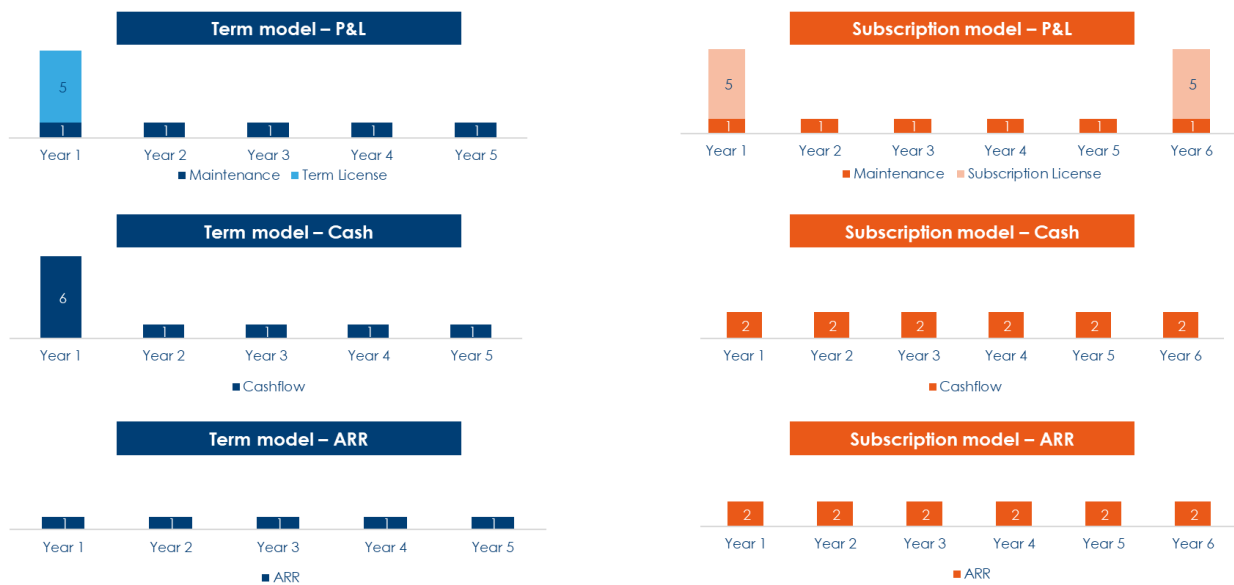 Term model – P&L
5
1 1 1 1 1
Year 1 Year 2 Year 3 Year 4 Year 5
Maintenance Term License
Subscription model – P&L
5 5
1 1 1 1 1 1
Year 1 Year 2 Year 3 Year 4 Year 5 Year 6
Maintenance Subscription License
Term model – Cash
6 1 1 1 1
Year 1 Year 2 Year 3 Year 4 Year 5
Cashflow
Subscription model – Cash
2 2 2 2 2 2
Year 1 Year 2 Year 3 Year 4 Year 5 Year 6
Cashflow
Term model – ARR
1 1 1 1 1
Year 1 Year 2 Year 3 Year 4 Year 5
ARR
Subscription model – ARR
2 2 2 2 2 2
Year 1 Year 2 Year 3 Year 4 Year 5 Year 6
ARR